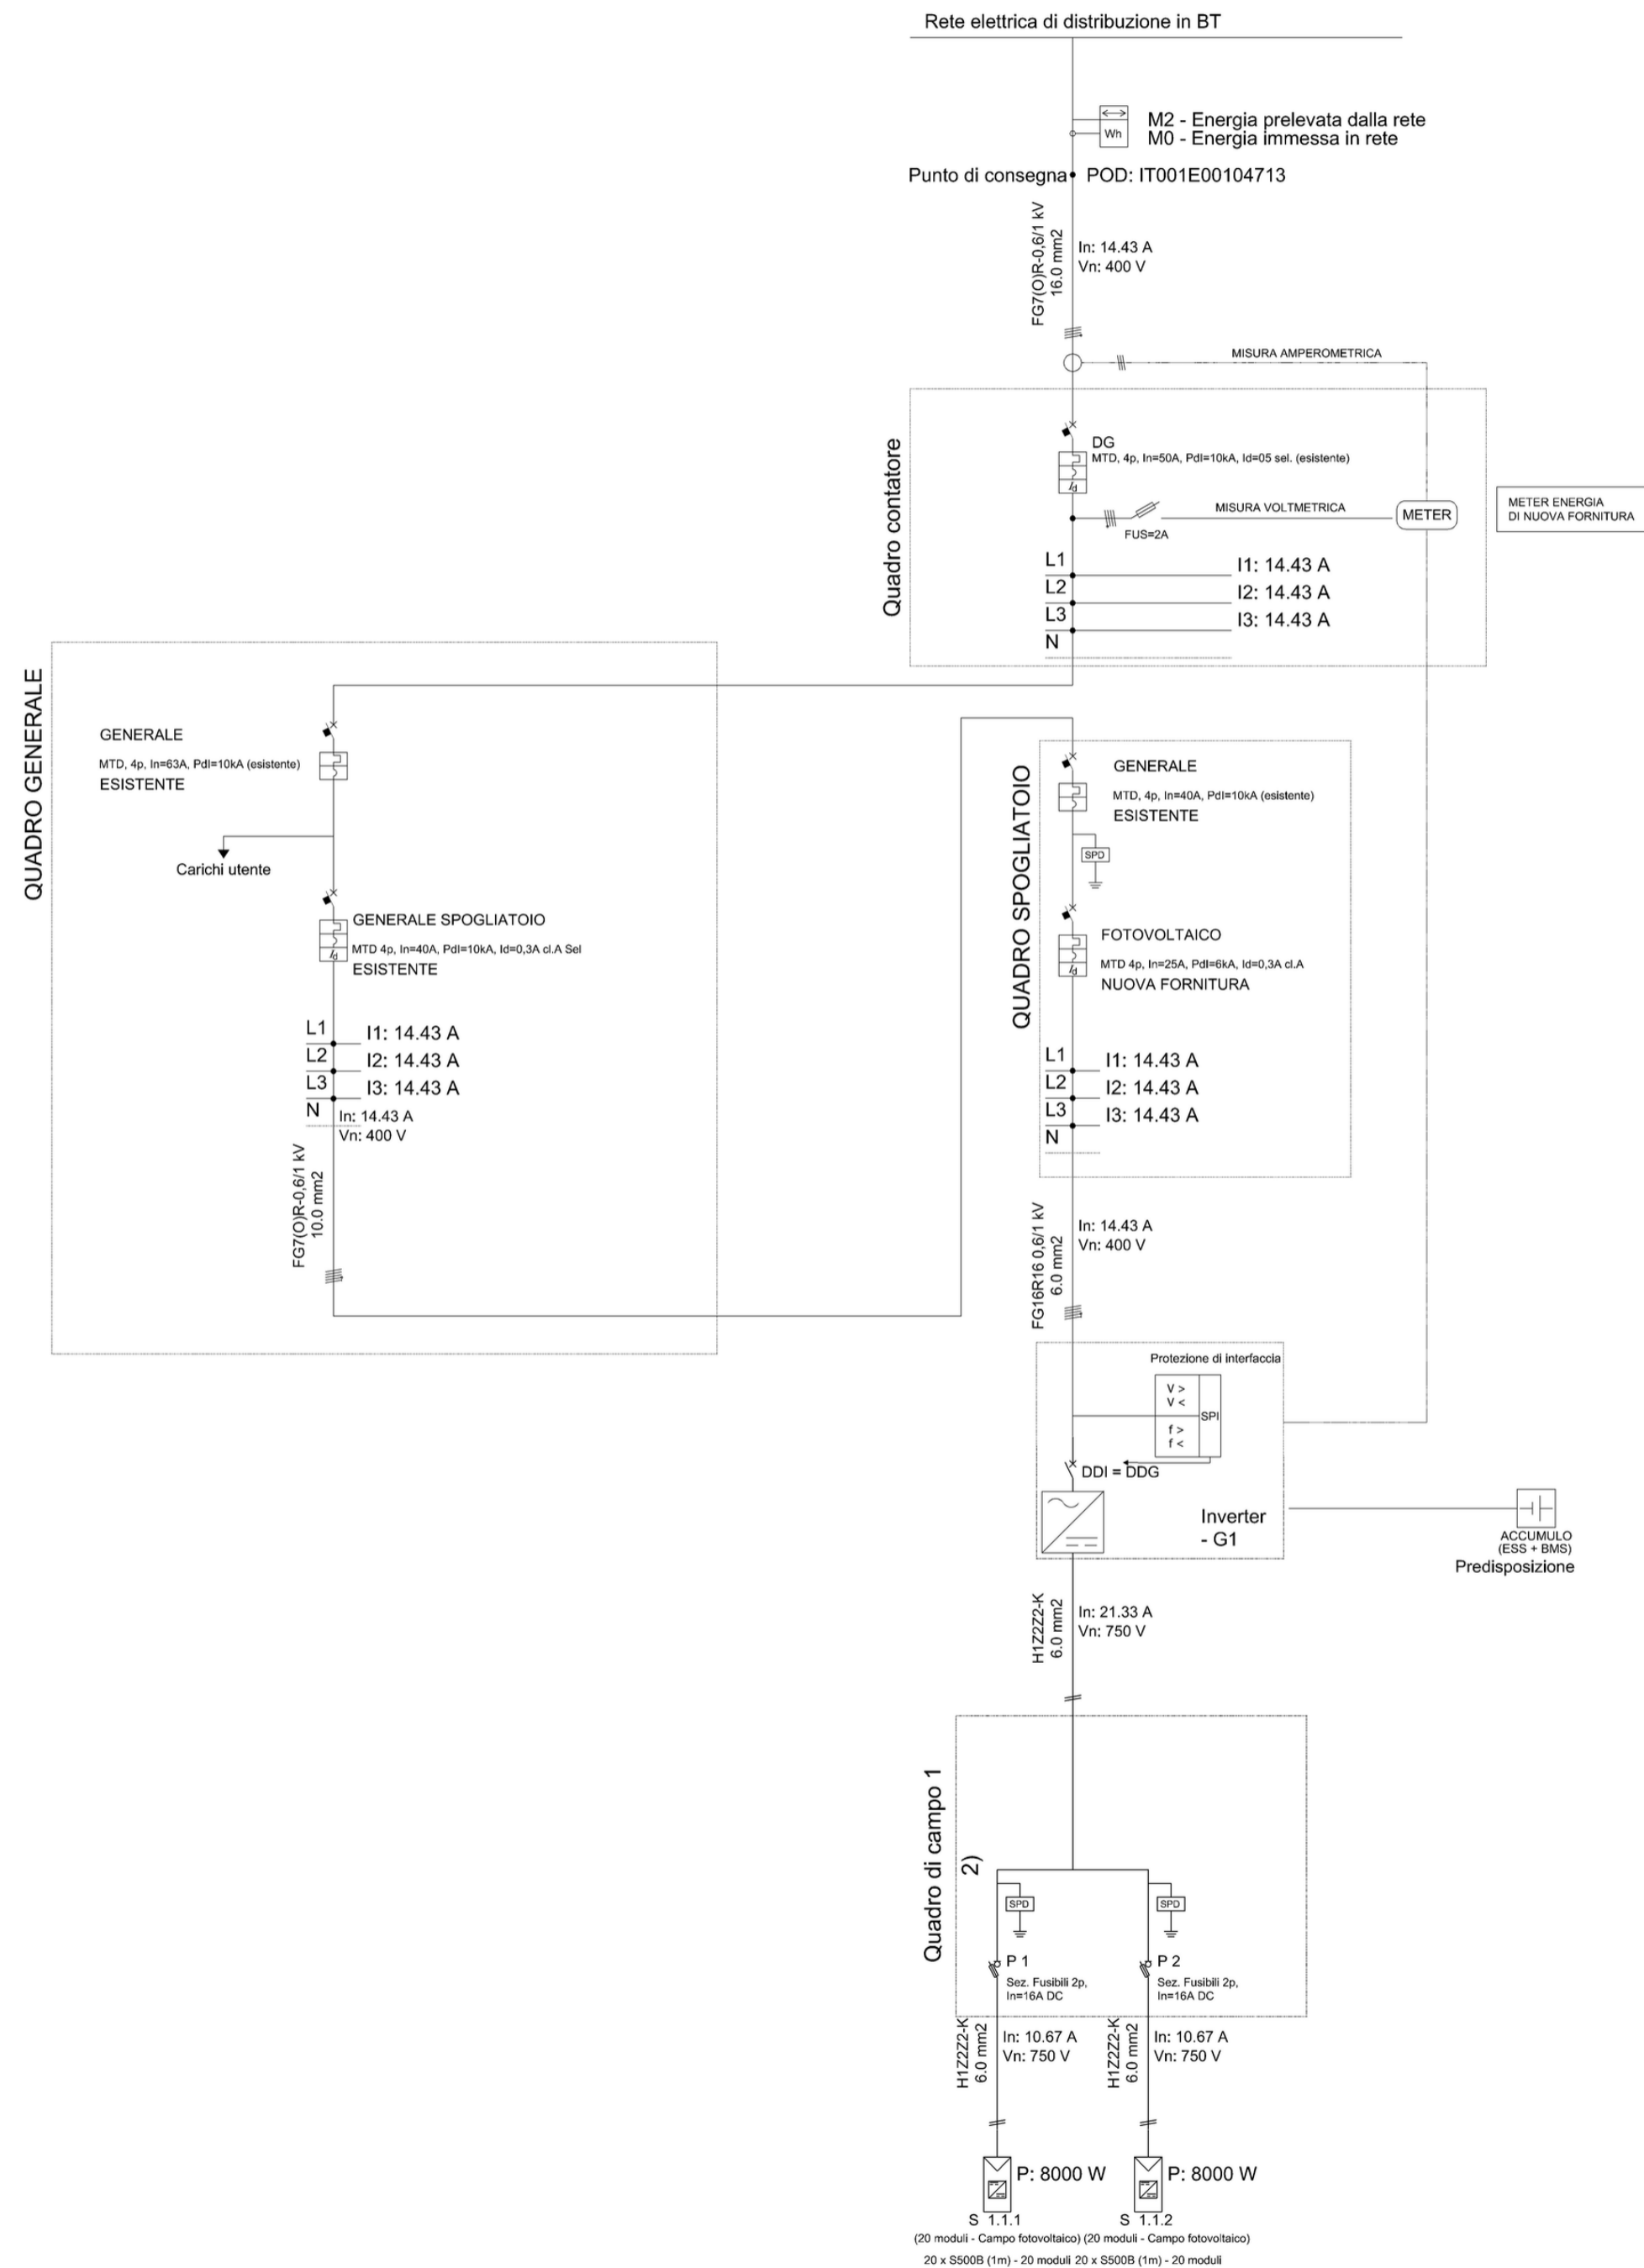 Rete elettrica di distribuzione in BT
Wh
M2 - Energia prelevata dalla rete
M0 - Energia immessa in rete
Punto di consegna
POD: IT001E00104713
FG7(O)R-0,6/1 kV
16.0 mm2
In: 14.43 A
Vn: 400 V
MISURA AMPEROMETRICA
Quadro contatore
DG
MTD, 4p, In=50A, PdI=10kA, Id=05 sel. (esistente)
Id
MISURA VOLTMETRICA
FUS=2A
METER
METER ENERGIA
DI NUOVA FORNITURA
L1
I1: 14.43 A
L2
I2: 14.43 A
L3
I3: 14.43 A
N
QUADRO GENERALE
GENERALE
MTD, 4p, In=63A, PdI=10kA (esistente)
ESISTENTE
Carichi utente
GENERALE SPOGLIATOIO
MTD 4p, In=40A, PdI=10kA, Id=0,3A cl.A Sel
Id
ESISTENTE
L1
I1: 14.43 A
L2
I2: 14.43 A
L3
I3: 14.43 A
N
In: 14.43 A
Vn: 400 V
FG7(O)R-0,6/1 kV
10.0 mm2
QUADRO SPOGLIATOIO
GENERALE
MTD, 4p, In=40A, PdI=10kA (esistente)
ESISTENTE
SPD
FOTOVOLTAICO
MTD 4p, In=25A, PdI=6kA, Id=0,3A cl.A
Id
NUOVA FORNITURA
L1
I1: 14.43 A
L2
I2: 14.43 A
L3
I3: 14.43 A
N
FG16R16 0,6/1 kV
6.0 mm2
In: 14.43 A
Vn: 400 V
Protezione di interfaccia
V >
V <
SPI
f >
f <
DDI = DDG
Inverter
- G1
ACCUMULO
(ESS + BMS)
Predisposizione
H1Z2Z2-K
6.0 mm2
In: 21.33 A
Vn: 750 V
Quadro di campo 1
2)
SPD
SPD
P 1
Sez. Fusibili 2p,
In=16A DC
P 2
Sez. Fusibili 2p,
In=16A DC
H1Z2Z2-K
6.0 mm2
In: 10.67 A
Vn: 750 V
H1Z2Z2-K
6.0 mm2
In: 10.67 A
Vn: 750 V
P: 8000 W
P: 8000 W
S 1.1.1
S 1.1.2
(20 moduli - Campo fotovoltaico) (20 moduli - Campo fotovoltaico)
20 x S500B (1m) - 20 moduli 20 x S500B (1m) - 20 moduli